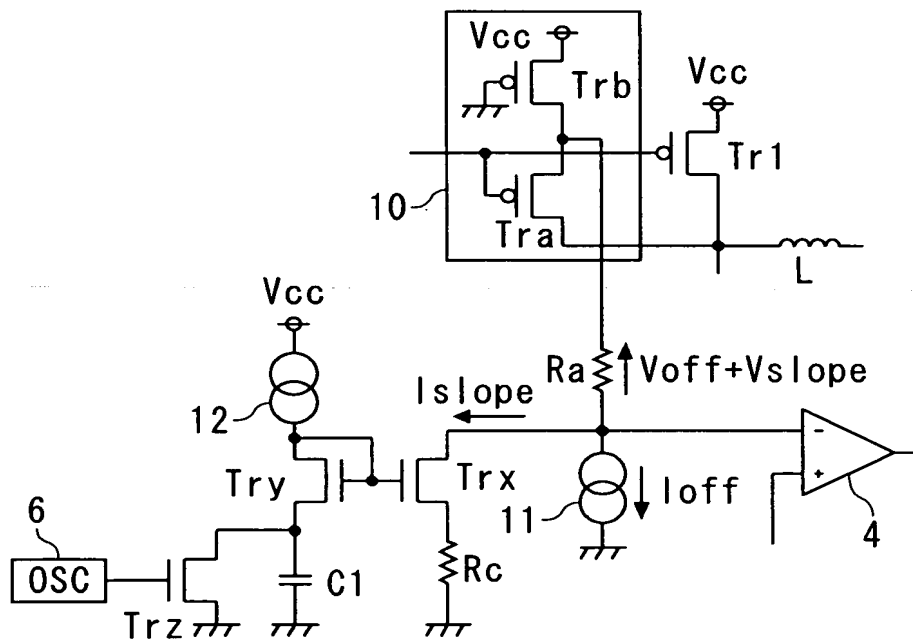 Vcc
Trb
Vcc
Tr1
10
Tra
L
Vcc
Ra
Voff+Vslope
Islope
12
Try
Trx
11
Ioff
-
+
4
6
OSC
Trz
C1
Rc